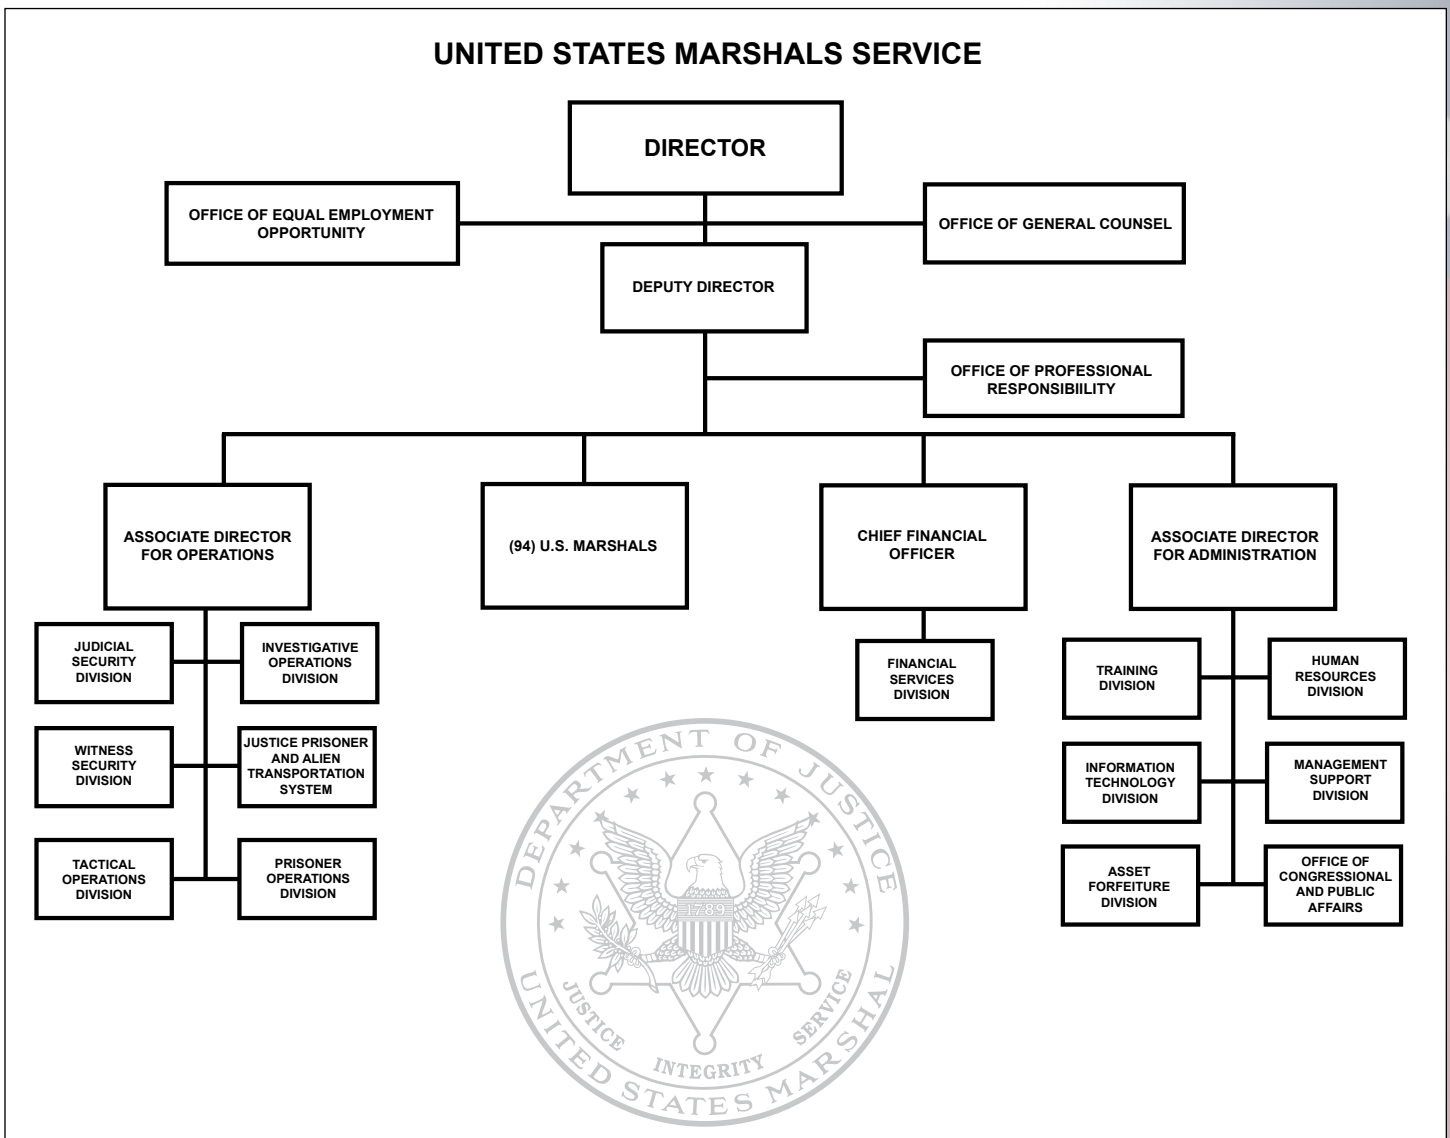 UNITED STATES MARSHALS SERVICE
DIRECTOR
OFFICE OF EQUAL EMPLOYMENT
OPPORTUNITY
OFFICE OF GENERAL COUNSEL
DEPUTY DIRECTOR
OFFICE OF PROFESSIONAL
RESPONSIBIILITY
ASSOCIATE DIRECTOR
FOR OPERATIONS
(94) U.S. MARSHALS
CHIEF FINANCIAL
OFFICER
ASSOCIATE DIRECTOR
FOR ADMINISTRATION
JUDICIAL
SECURITY
DIVISION
INVESTIGATIVE
OPERATIONS
DIVISION
FINANCIAL
SERVICES
DIVISION
TRAINING
DIVISION
HUMAN
RESOURCES
DIVISION
WITNESS
SECURITY
DIVISION
JUSTICE PRISONER
AND ALIEN
TRANSPORTATION
SYSTEM
INFORMATION
TECHNOLOGY
DIVISION
MANAGEMENT
SUPPORT
DIVISION
TACTICAL
OPERATIONS
DIVISION
PRISONER
OPERATIONS
DIVISION
ASSET
FORFEITURE
DIVISION
OFFICE OF
CONGRESSIONAL
AND PUBLIC
AFFAIRS
DEPARTMENT OF JUSTICE
1789
JUSTICE INTEGRITY SERVICE
UNITED STATES MARSHAL